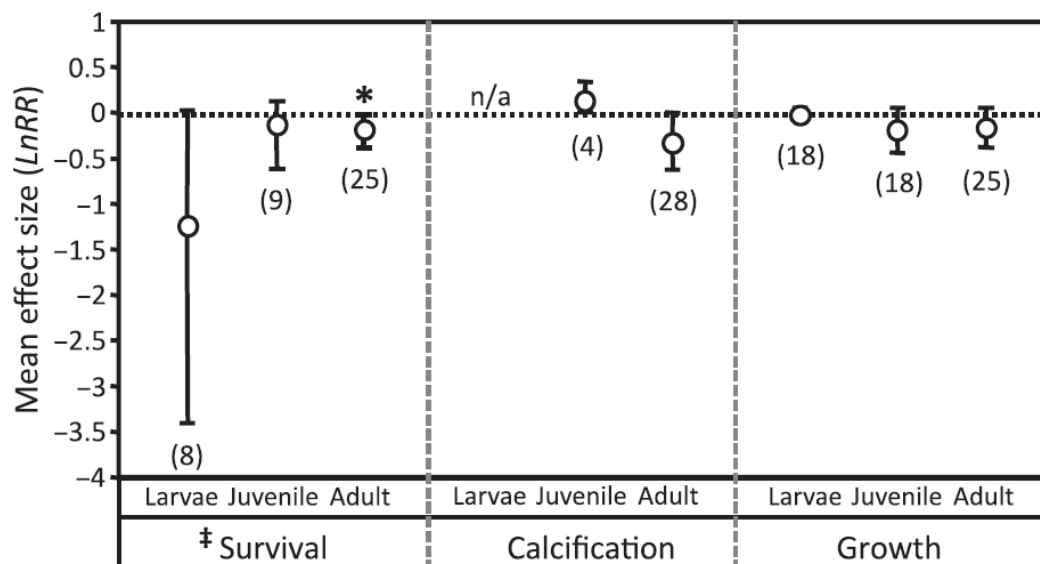 Mean effect size (LnRR)
1
0.5
0
−0.5
−1
−1.5
−2
−2.5
−3
−3.5
−4
*
n/a
(8)
(9)
(25)
(4)
(28)
(18)
(18)
(25)
Larvae Juvenile Adult
Larvae Juvenile Adult
Larvae Juvenile Adult
‡ Survival
Calcification
Growth